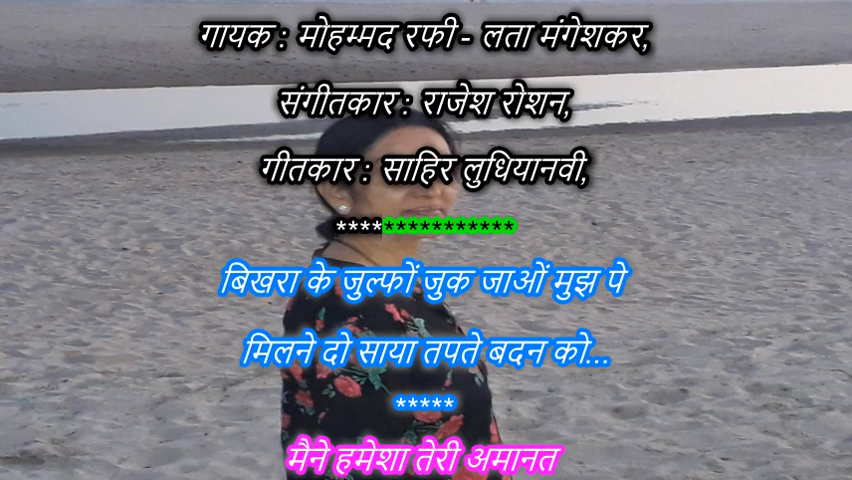 गायक : मोहम्मद रफी - लता मंगेशकर,
संगीतकार : राजेश रोशन,
गीतकार : साहिर लुधियानवी,
***************
बिखरा के जुल्फों जुक जाओं मुझ पे
मिलने दो साया तपते बदन को...
*****
मैने हमेशा तेरी अमानत